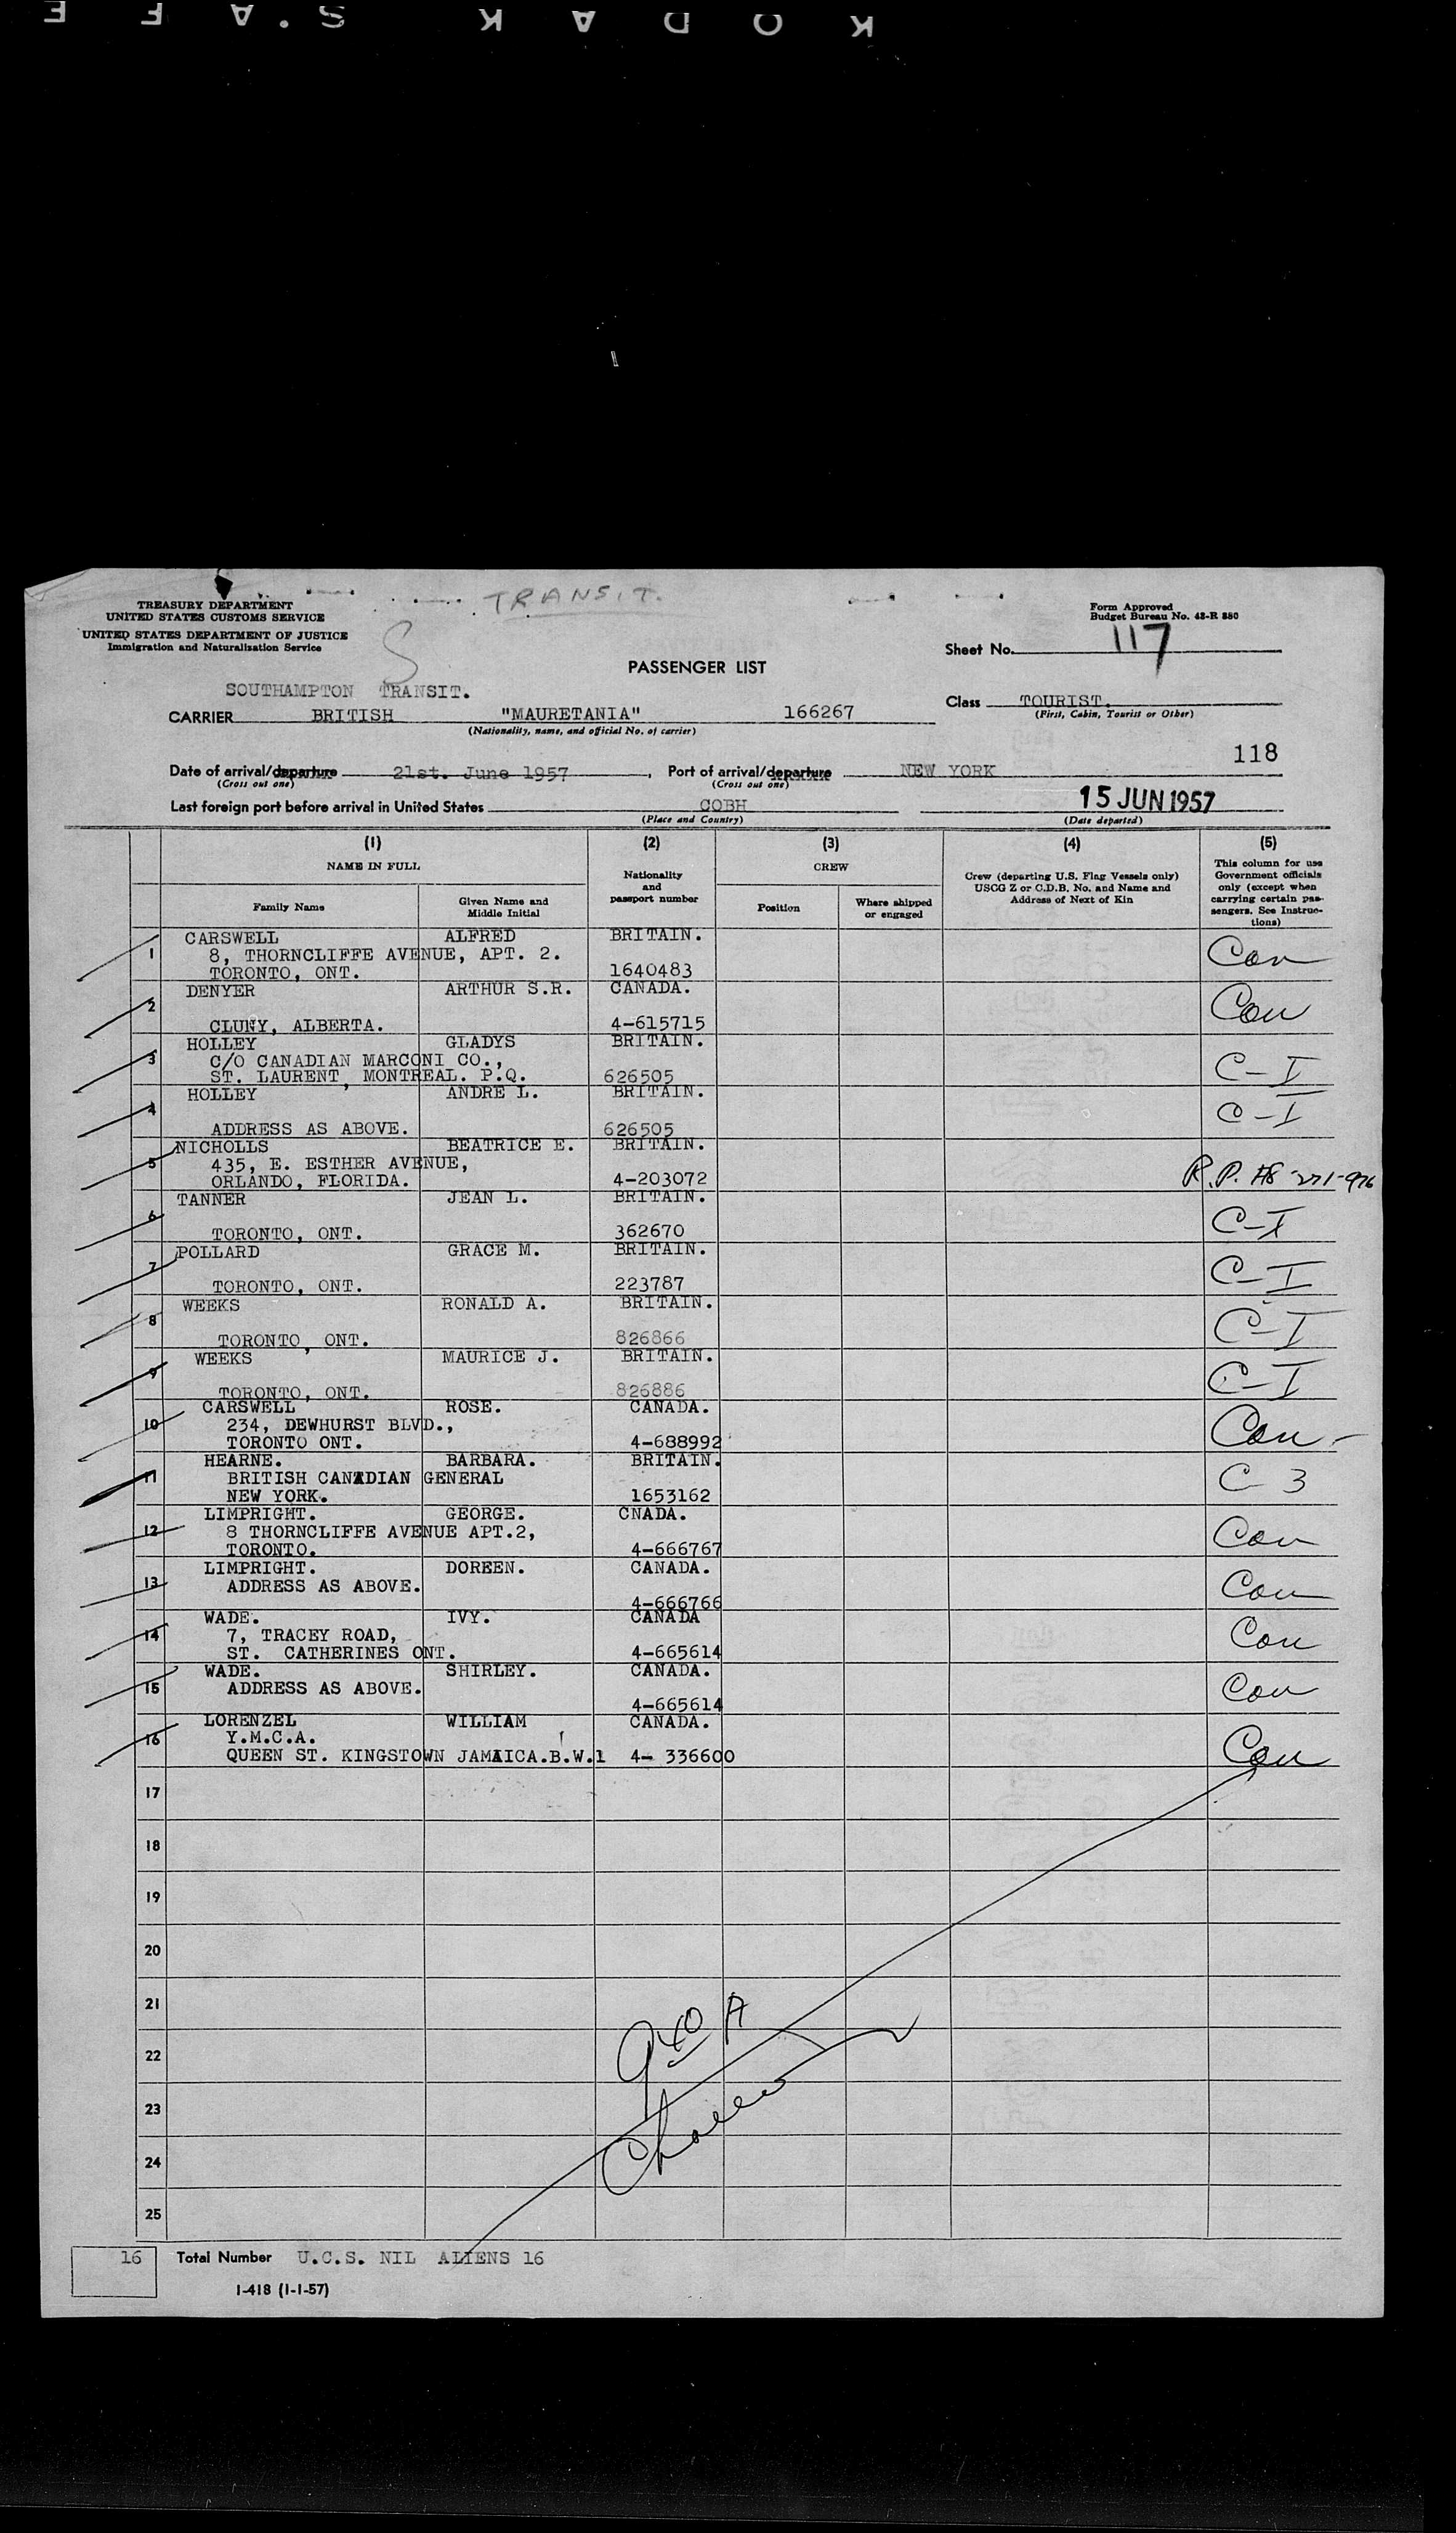 KODAK S.AFE
TRANSIT.
TREASURY DEPARTMENT
UNITED STATES CUSTOMS SERVICE
UNITED STATES DEPARTMENT OF JUSTICE
Immigration and Naturalization Service
S
Form Approved
Budget Bureau No. 43-R 880
Sheet No. 117
PASSENGER LIST
SOUTHAMPTON TRANSIT.
CARRIER BRITISH "MAURETANIA" 166267
(Nationality, name, and official No. of carrier)
Class TOURIST.
(First, Cabin, Tourist or Other)
118
Date of arrival/departure 21st. June 1957, Port of arrival/departure NEW YORK
(Cross out one) (Cross out one)
Last foreign port before arrival in United States COBH 15 JUN 1957
(Place and Country) (Date departed)
(1) (2) (3) (4) (5)
NAME IN FULL
Family Name
Given Name and
Middle Initial
Nationality
and
passport number
CREW
Position
Where shipped
or engaged
Crew (departing U.S. Flag Vessels only)
USCG Z or C.D.B. No. and Name and
Address of Next of Kin
This column for use
Government officials
only (except when
carrying certain pas-
sengers. See Instruc-
tions)
1 CARSWELL ALFRED BRITAIN.
8, THORNCLIFFE AVENUE, APT. 2. Can
TORONTO, ONT. 1640483
2 DENYER ARTHUR S.R. CANADA. Can
CLUNY, ALBERTA. 4-615715
3 HOLLEY GLADYS BRITAIN.
C/O CANADIAN MARCONI CO., C-I
ST. LAURENT, MONTREAL. P.Q. 626505
4 HOLLEY ANDRE L. BRITAIN. C-I
ADDRESS AS ABOVE. 626505
5 NICHOLLS BEATRICE E. BRITAIN.
435, E. ESTHER AVENUE,
ORLANDO, FLORIDA. 4-203072 R.P. A8-271-976
6 TANNER JEAN L. BRITAIN. C-I
TORONTO, ONT. 362670
7 POLLARD GRACE M. BRITAIN. C-I
TORONTO, ONT. 223787
8 WEEKS RONALD A. BRITAIN. C-I
TORONTO, ONT. 826866
9 WEEKS MAURICE J. BRITAIN. C-I
TORONTO, ONT. 826886
10 CARSWELL ROSE. CANADA.
234, DEWHURST BLVD., Can
TORONTO ONT. 4-688992
11 HEARNE. BARBARA. BRITAIN.
BRITISH CANADIAN GENERAL C 3
NEW YORK. 1653162
12 LIMPRIGHT. GEORGE. CNADA.
8 THORNCLIFFE AVENUE APT.2, Can
TORONTO. 4-666767
13 LIMPRIGHT. DOREEN. CANADA.
ADDRESS AS ABOVE. Can
4-666766
14 WADE. IVY. CANADA
7, TRACEY ROAD, Can
ST. CATHERINES ONT. 4-665614
15 WADE. SHIRLEY. CANADA.
ADDRESS AS ABOVE. Can
4-665614
16 LORENZEL WILLIAM CANADA.
Y.M.C.A. Can
QUEEN ST. KINGSTOWN JAMAICA.B.W.1 4- 336600
17
18
19
20
21
22
23
24
25
940 A
16 Total Number U.C.S. NIL ALIENS 16
I-418 (1-1-57)